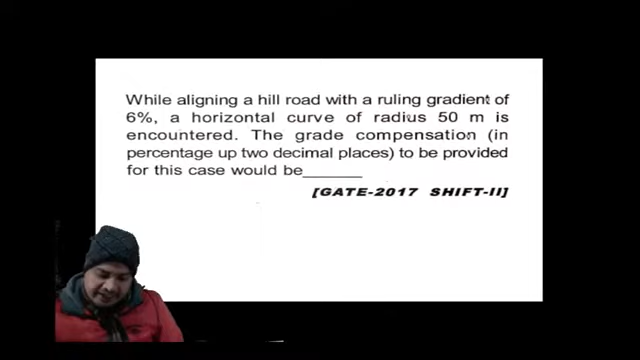 While aligning a hill road with a ruling gradient of
6%, a horizontal curve of radius 50 m is
encountered. The grade compensation (in
percentage up two decimal places) to be provided
for this case would be______
[GATE-2017 SHIFT-II]